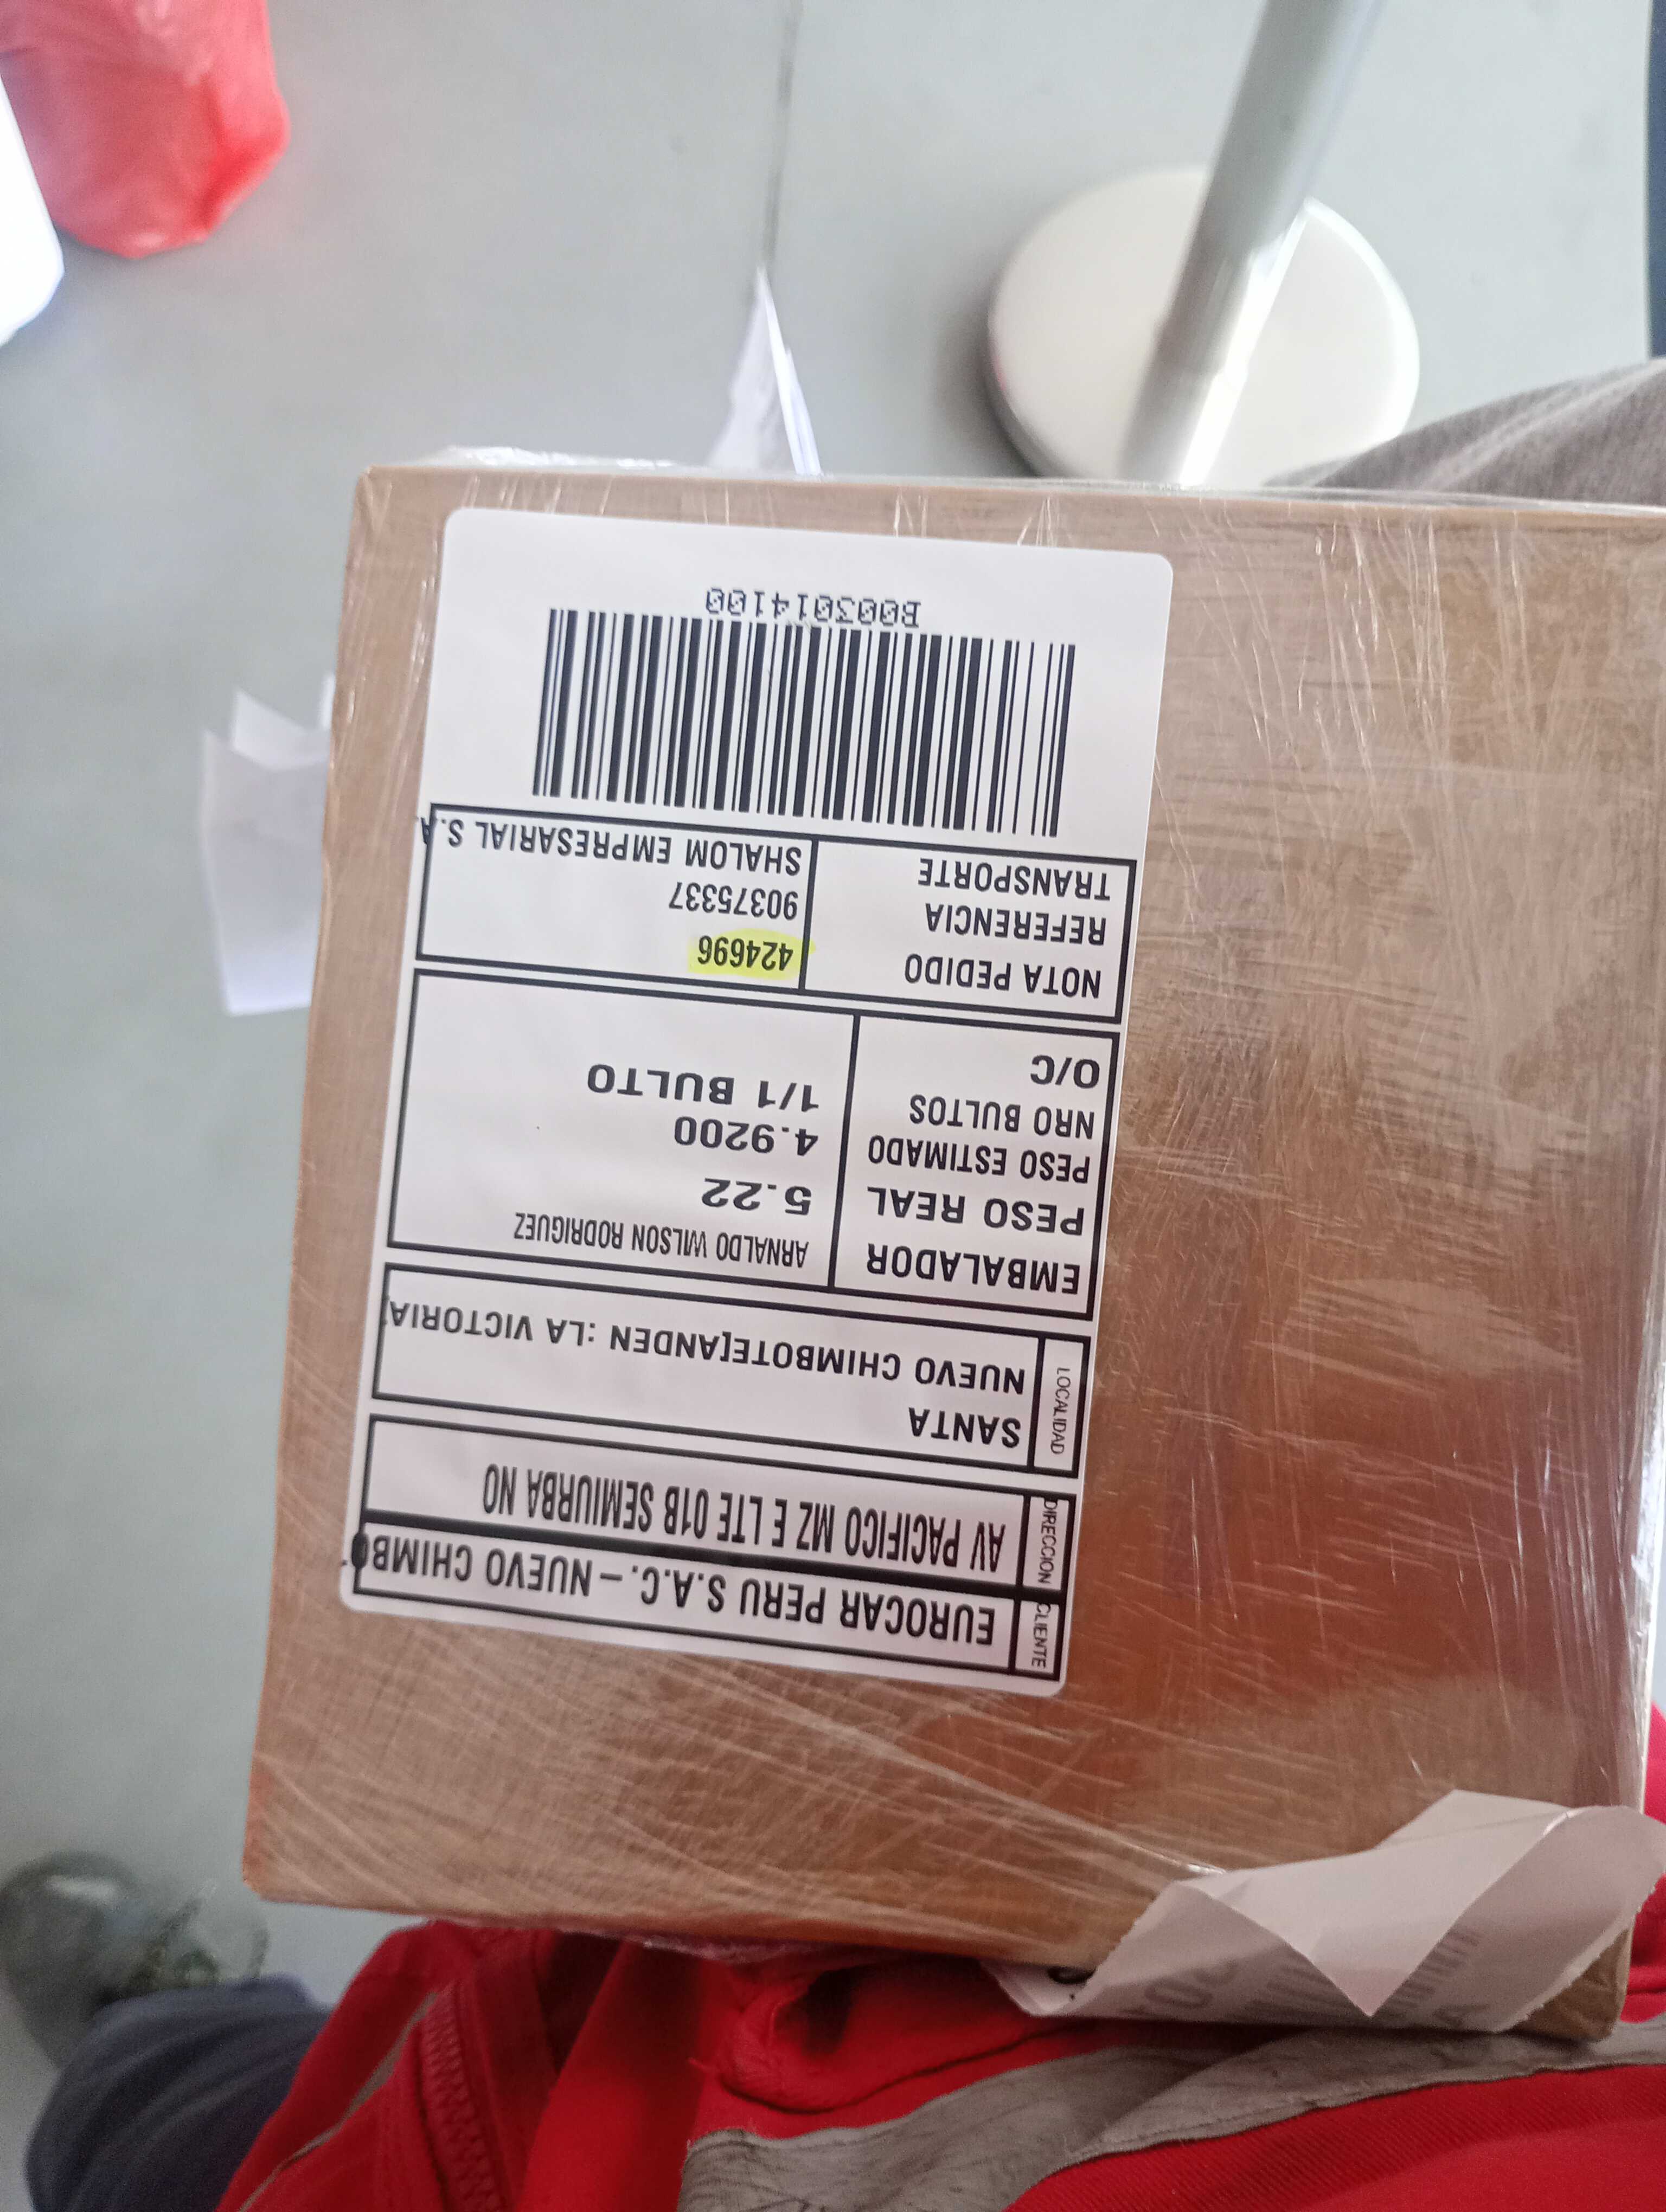 CLIENTE EUROCAR PERU S.A.C. – NUEVO CHIMBO
DIRECCION AV PACIFICO MZ E LTE 01B SEMIURBA NO
LOCALIDAD SANTA
NUEVO CHIMBOTE[ANDEN : LA VICTORIA]
EMBALADOR ARNALDO WILSON RODRIGUEZ
PESO REAL 5.22
PESO ESTIMADO 4.9200
NRO BULTOS 1/1 BULTO
O/C
NOTA PEDIDO 424696
REFERENCIA 90375337
TRANSPORTE SHALOM EMPRESARIAL S.A.
B003014100